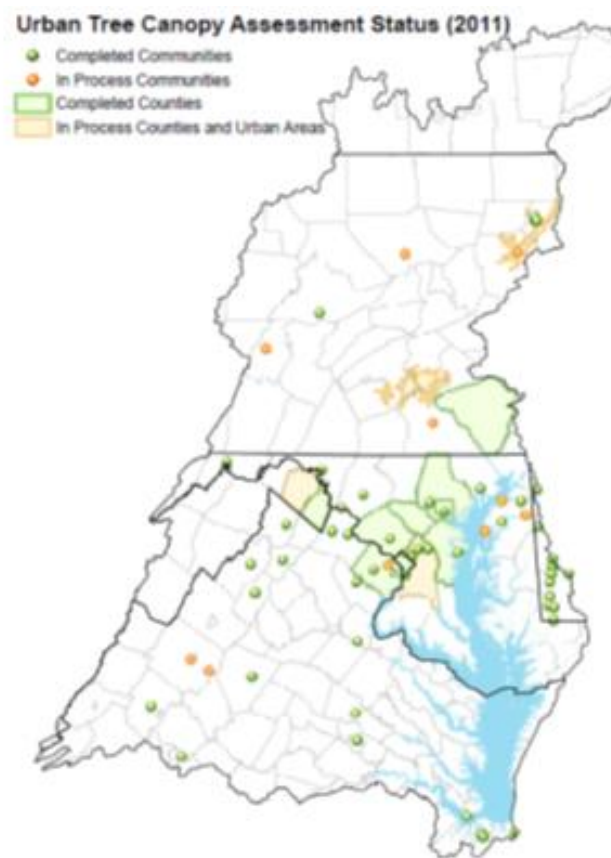 Urban Tree Canopy Assessment Status (2011)
Completed Communities
In Process Communities
Completed Counties
In Process Counties and Urban Areas